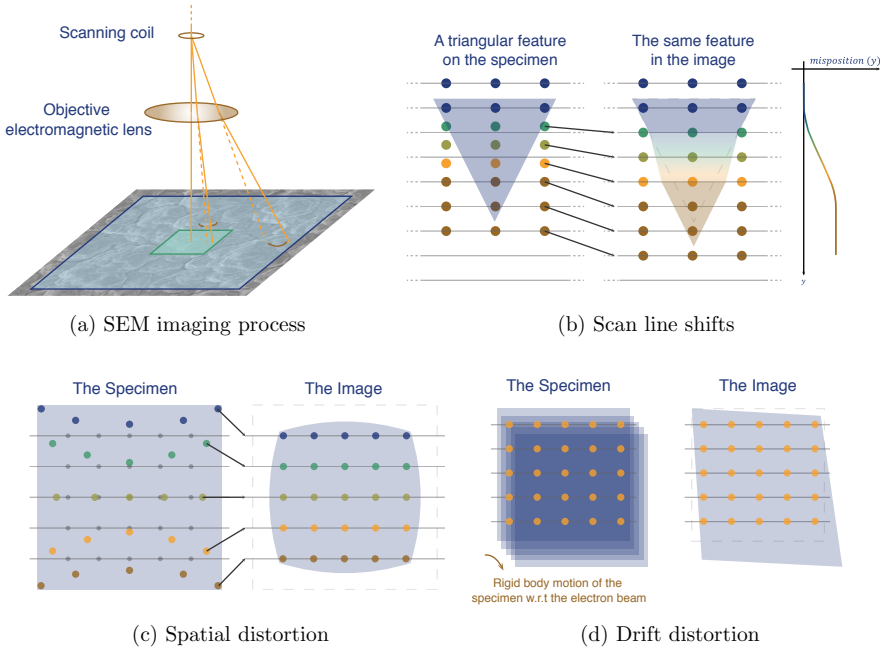 Scanning coil
Objective
electromagnetic lens
(a) SEM imaging process
A triangular feature
on the specimen
The same feature
in the image
misposition (y)
y
(b) Scan line shifts
The Specimen
The Image
(c) Spatial distortion
The Specimen
The Image
Rigid body motion of the
specimen w.r.t the electron beam
(d) Drift distortion